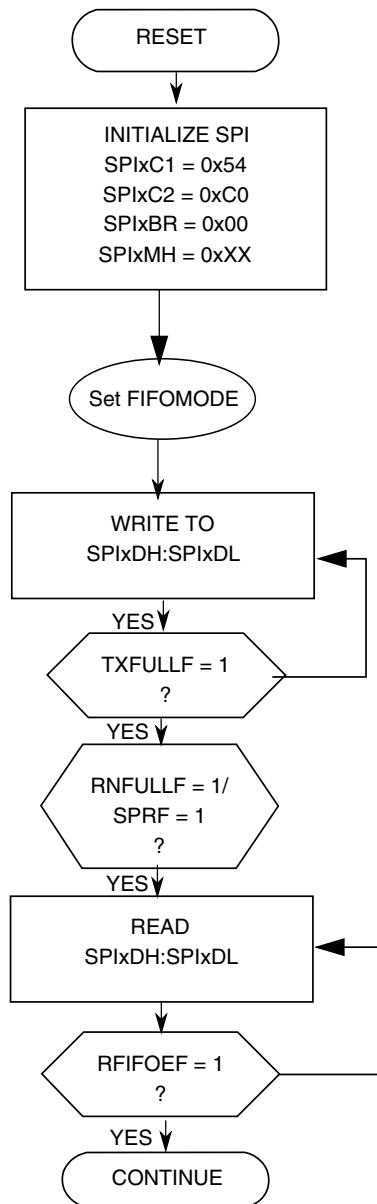 RESET
INITIALIZE SPI
SPIxC1 = 0x54
SPIxC2 = 0xC0
SPIxBR = 0x00
SPIxMH = 0xXX
Set FIFOMODE
WRITE TO
SPIxDH:SPIxDL
YES
TXFULLF = 1
?
YES
RNFULLF = 1/
SPRF = 1
?
YES
READ
SPIxDH:SPIxDL
RFIFOEF = 1
?
YES
CONTINUE